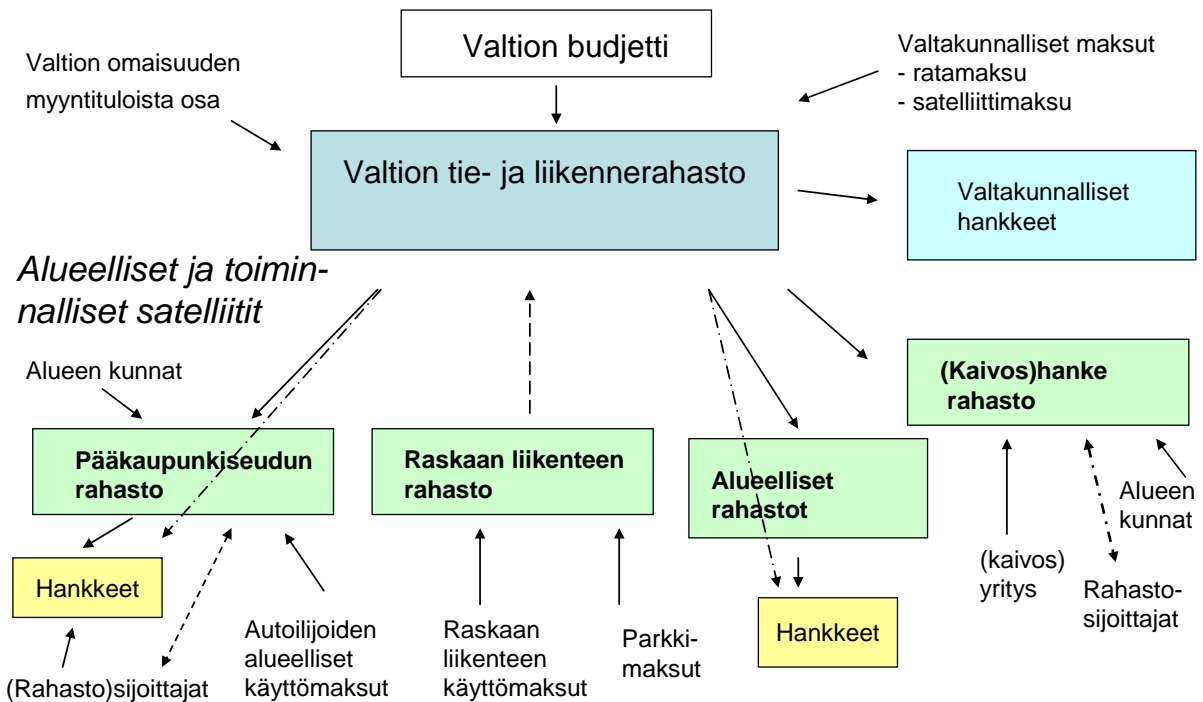 Valtion budjetti
Valtion omaisuuden
myyntituloista osa
Valtakunnalliset maksut
- ratamaksu
- satelliittimaksu
Valtion tie- ja liikennerahasto
Valtakunnalliset
hankkeet
Alueelliset ja toimin-
nalliset satelliitit
Alueen kunnat
(Kaivos)hanke
rahasto
Pääkaupunkiseudun
rahasto
Raskaan liikenteen
rahasto
Alueelliset
rahastot
Alueen
kunnat
(kaivos)
yritys
Rahasto-
sijoittajat
Hankkeet
(Rahasto)sijoittajat
Autoilijoiden
alueelliset
käyttömaksut
Raskaan
liikenteen
käyttömaksut
Parkki-
maksut
Hankkeet